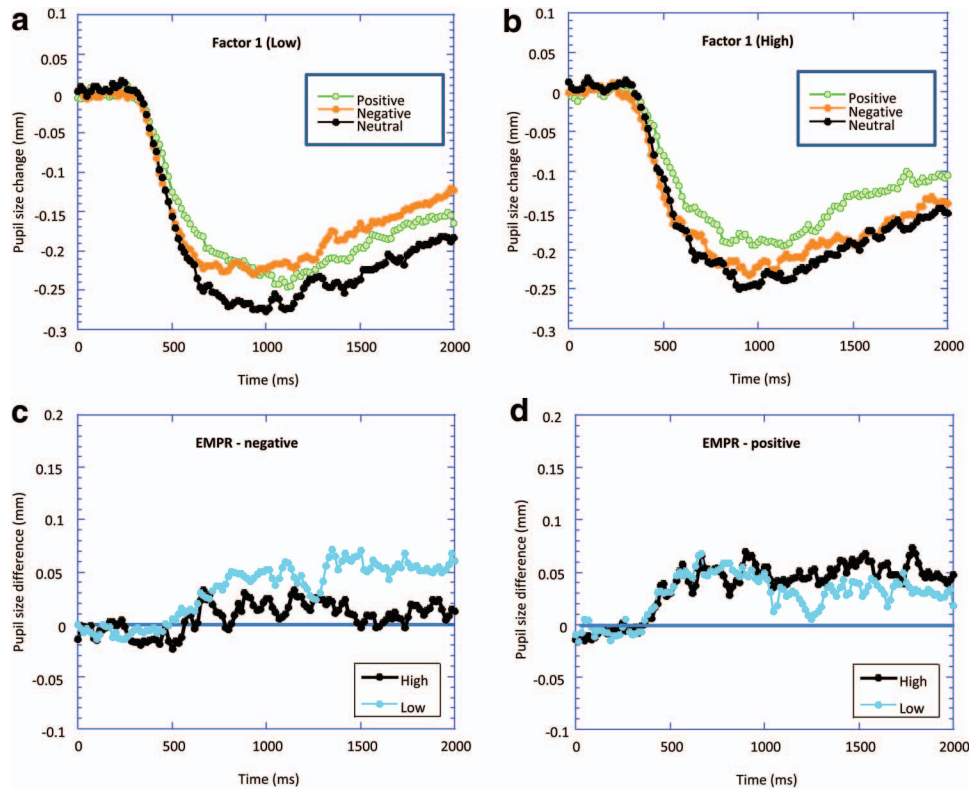 a
Factor 1 (Low)
0.1
0.05
0
-0.05
-0.1
-0.15
-0.2
-0.25
-0.3
Pupil size change (mm)
Positive
Negative
Neutral
0 500 1000 1500 2000
Time (ms)
b
Factor 1 (High)
0.1
0.05
0
-0.05
-0.1
-0.15
-0.2
-0.25
-0.3
Pupil size change (mm)
Positive
Negative
Neutral
0 500 1000 1500 2000
Time (ms)
c
EMPR - negative
0.2
0.15
0.1
0.05
0
-0.05
-0.1
Pupil size difference (mm)
High
Low
0 500 1000 1500 2000
Time (ms)
d
EMPR - positive
0.2
0.15
0.1
0.05
0
-0.05
-0.1
Pupil size difference (mm)
High
Low
0 500 1000 1500 2000
Time (ms)